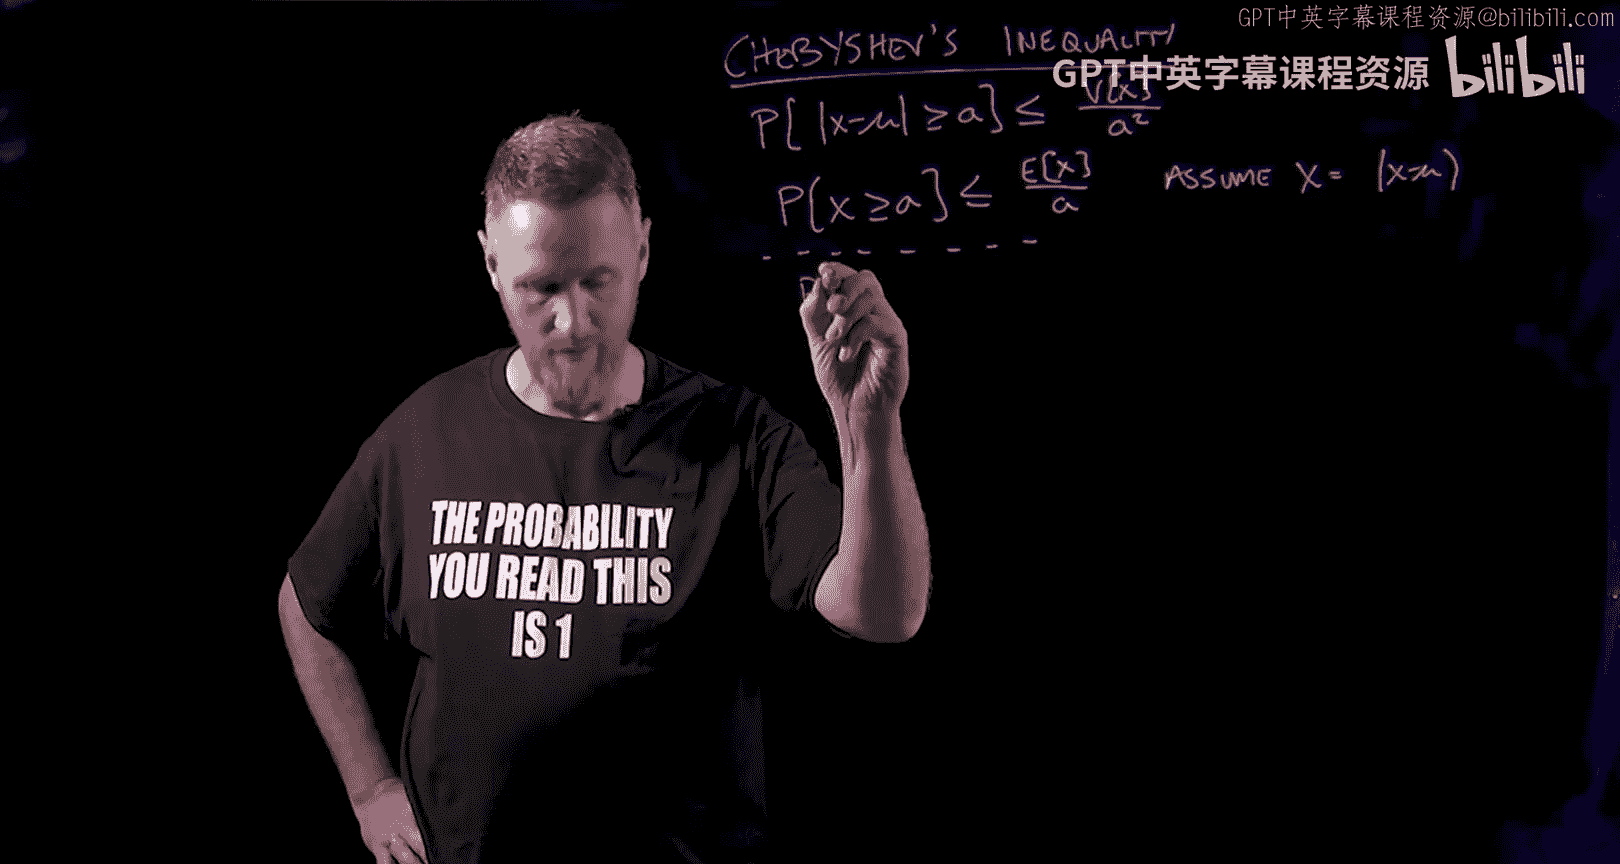 GPT中英字幕课程资源@bilibili.com
CHEBYSHEV'S INEQUALITY
GPT中英字幕课程资源 bilibili
P[|x-μ| ≥ a] ≤ V[x]/a²
P[x ≥ a] ≤ E[x]/a ASSUME X = |x-μ|
P
THE PROBABILITY
YOU READ THIS
IS 1